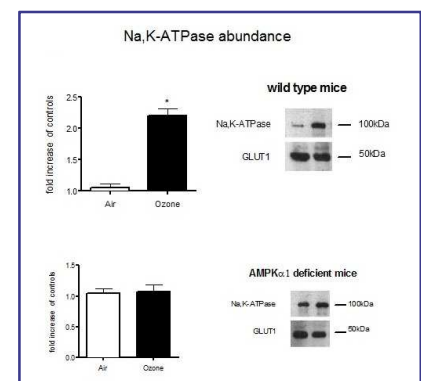 Na,K-ATPase abundance
wild type mice
fold increase of controls
2.5
2.0
1.5
1.0
*
Air
Ozone
Na,K-ATPase
100kDa
GLUT1
50kDa
AMPKα1 deficient mice
fold increase of controls
1.5
1.0
0.5
0.0
Air
Ozone
Na,K-ATPase
100kDa
GLUT1
50kDa